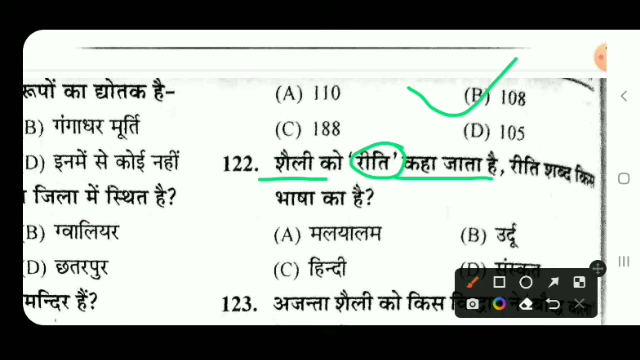 रूपों का द्योतक है-
B) गंगाधर मूर्ति
D) इनमें से कोई नहीं
जिला में स्थित है?
B) ग्वालियर
D) छतरपुर
मन्दिर हैं?
(A) 110 (B) 108
(C) 188 (D) 105
122. शैली को 'रीति' कहा जाता है, रीति शब्द किस
भाषा का है?
(A) मलयालम (B) उर्दू
(C) हिन्दी (D) संस्कृत
123. अजन्ता शैली को किस